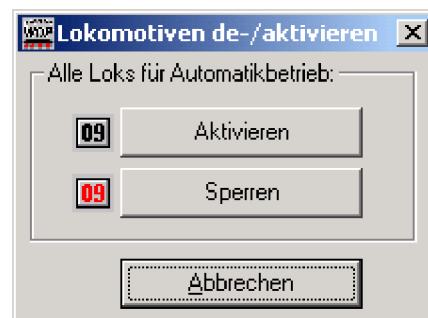 Lokomotiven de-/aktivieren
Alle Loks für Automatikbetrieb:
09 Aktivieren
09 Sperren
Abbrechen